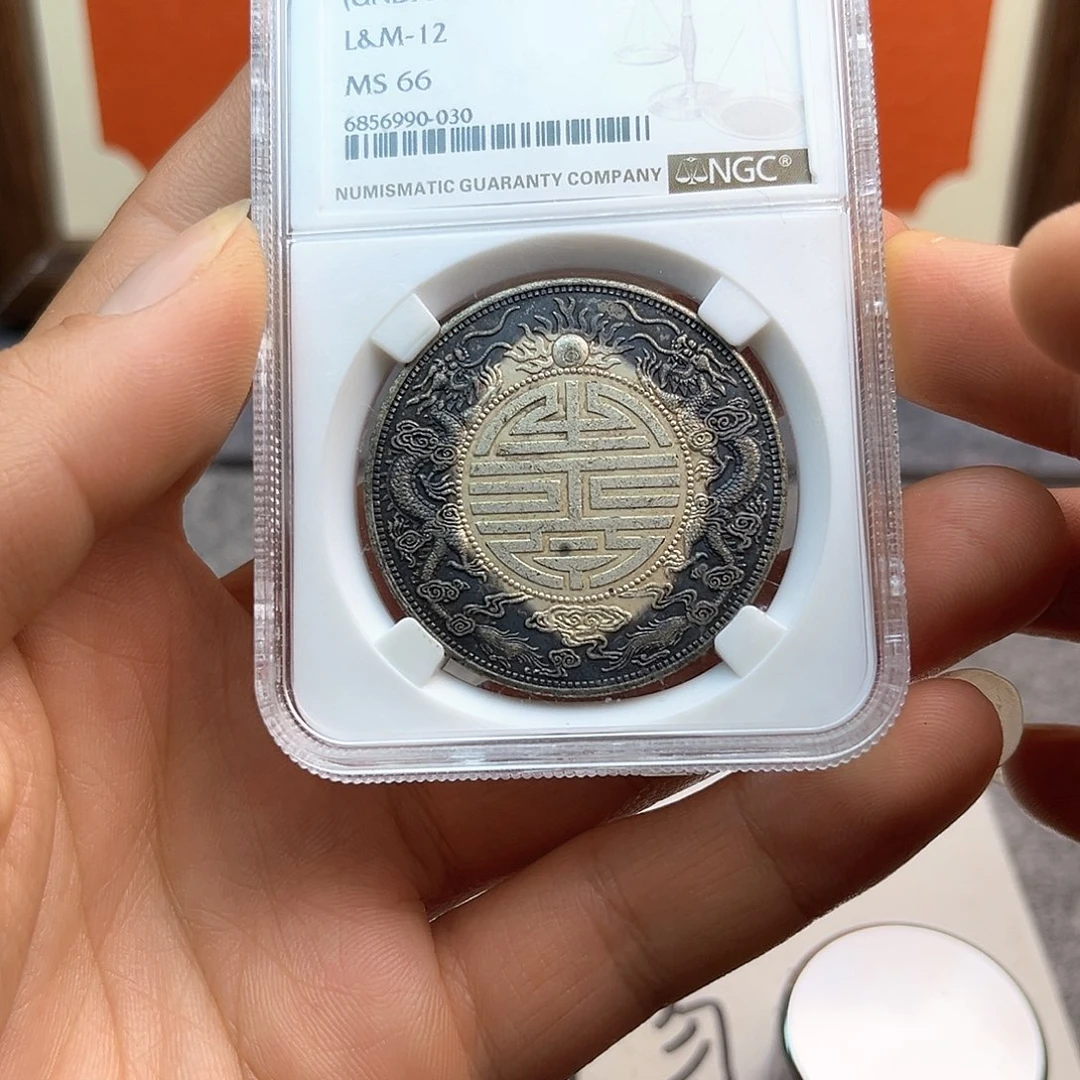 L&M-12
MS 66
6856990-030
NUMISMATIC GUARANTY COMPANY NGC®